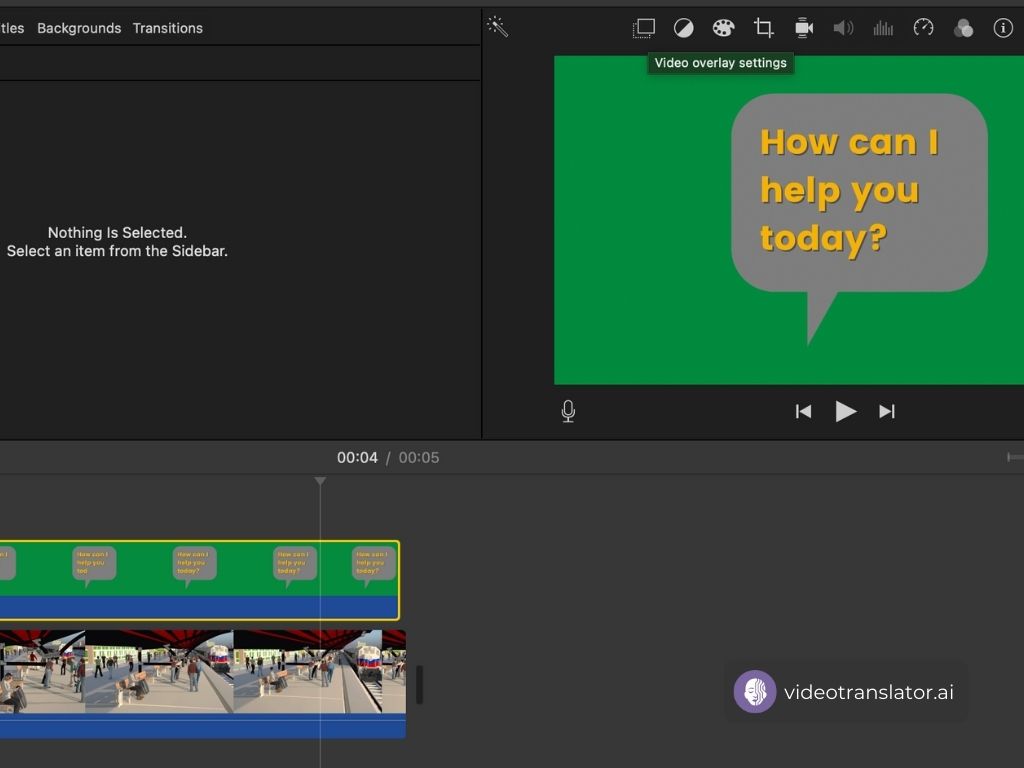 tles Backgrounds Transitions
Video overlay settings
How can I
help you
today?
Nothing Is Selected.
Select an item from the Sidebar.
00:04 / 00:05
n I
How can I
help you
tod
How can I
help you
today?
How can I
help you
today?
How can I
help you
today?
videotranslator.ai